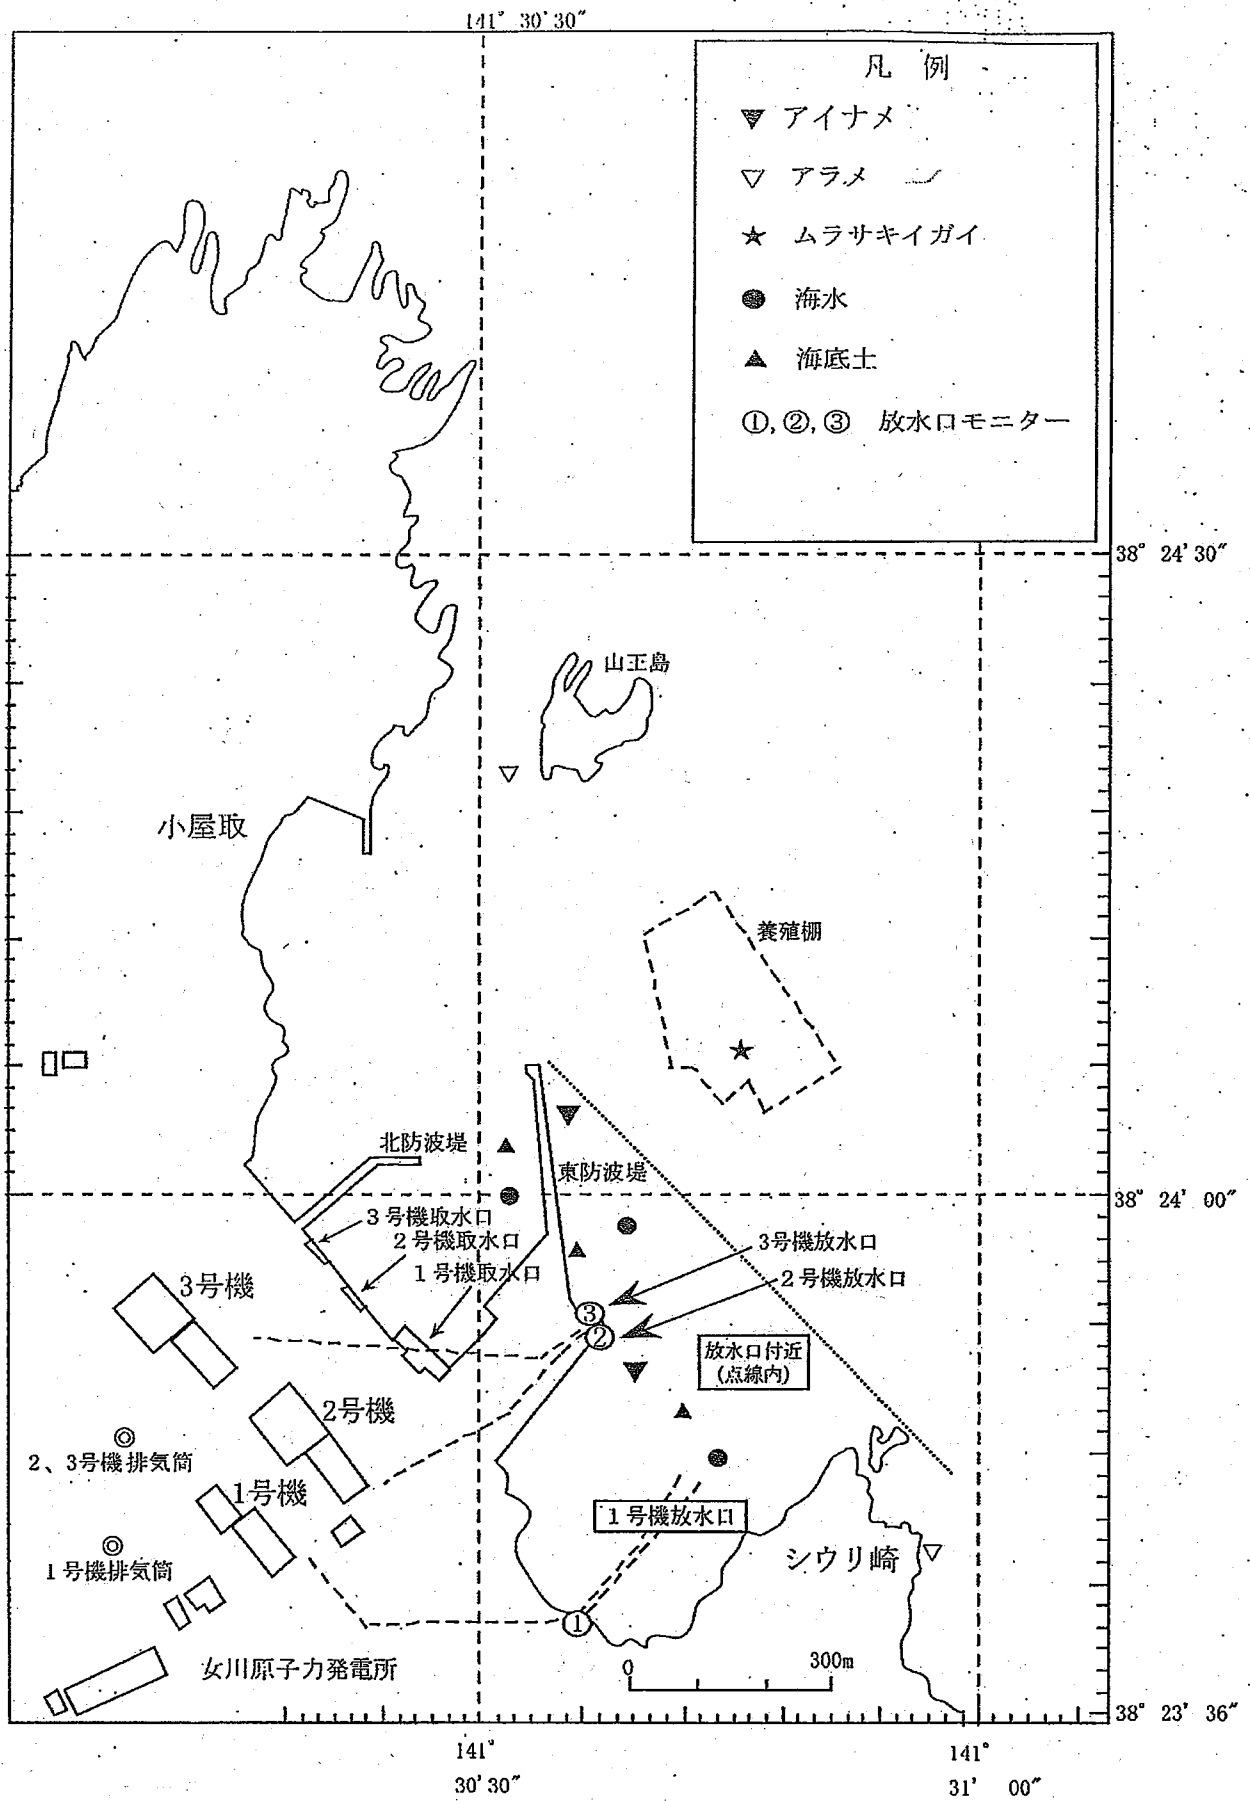 141° 30′30″
凡 例
アイナメ
アラメ
ムラサキイガイ
海水
海底土
①,②,③ 放水口モニター
38° 24′30″
山王島
小屋取
養殖棚
北防波堤
東防波堤
38° 24′ 00″
3号機取水口
2号機取水口
1号機取水口
3号機放水口
2号機放水口
3号機
③
②
放水口付近
(点線内)
2号機
2、3号機排気筒
1号機
1号機放水口
シウリ崎
1号機排気筒
①
女川原子力発電所
0 300m
38° 23′ 36″
141°
30′30″
141°
31′ 00″